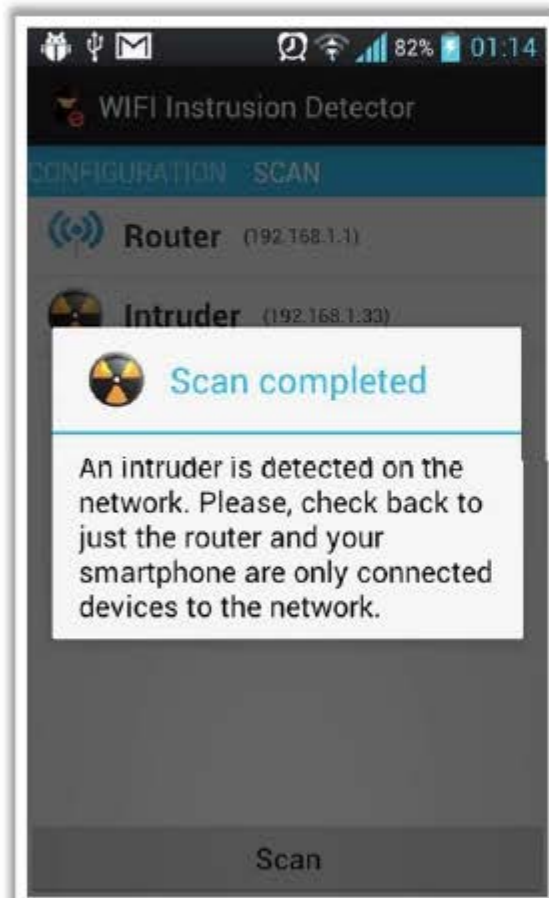 82% 01:14
WIFI Instrusion Detector
CONFIGURATION SCAN
Router (192.168.1.1)
Intruder (192.168.1.33)
Scan completed
An intruder is detected on the
network. Please, check back to
just the router and your
smartphone are only connected
devices to the network.
Scan